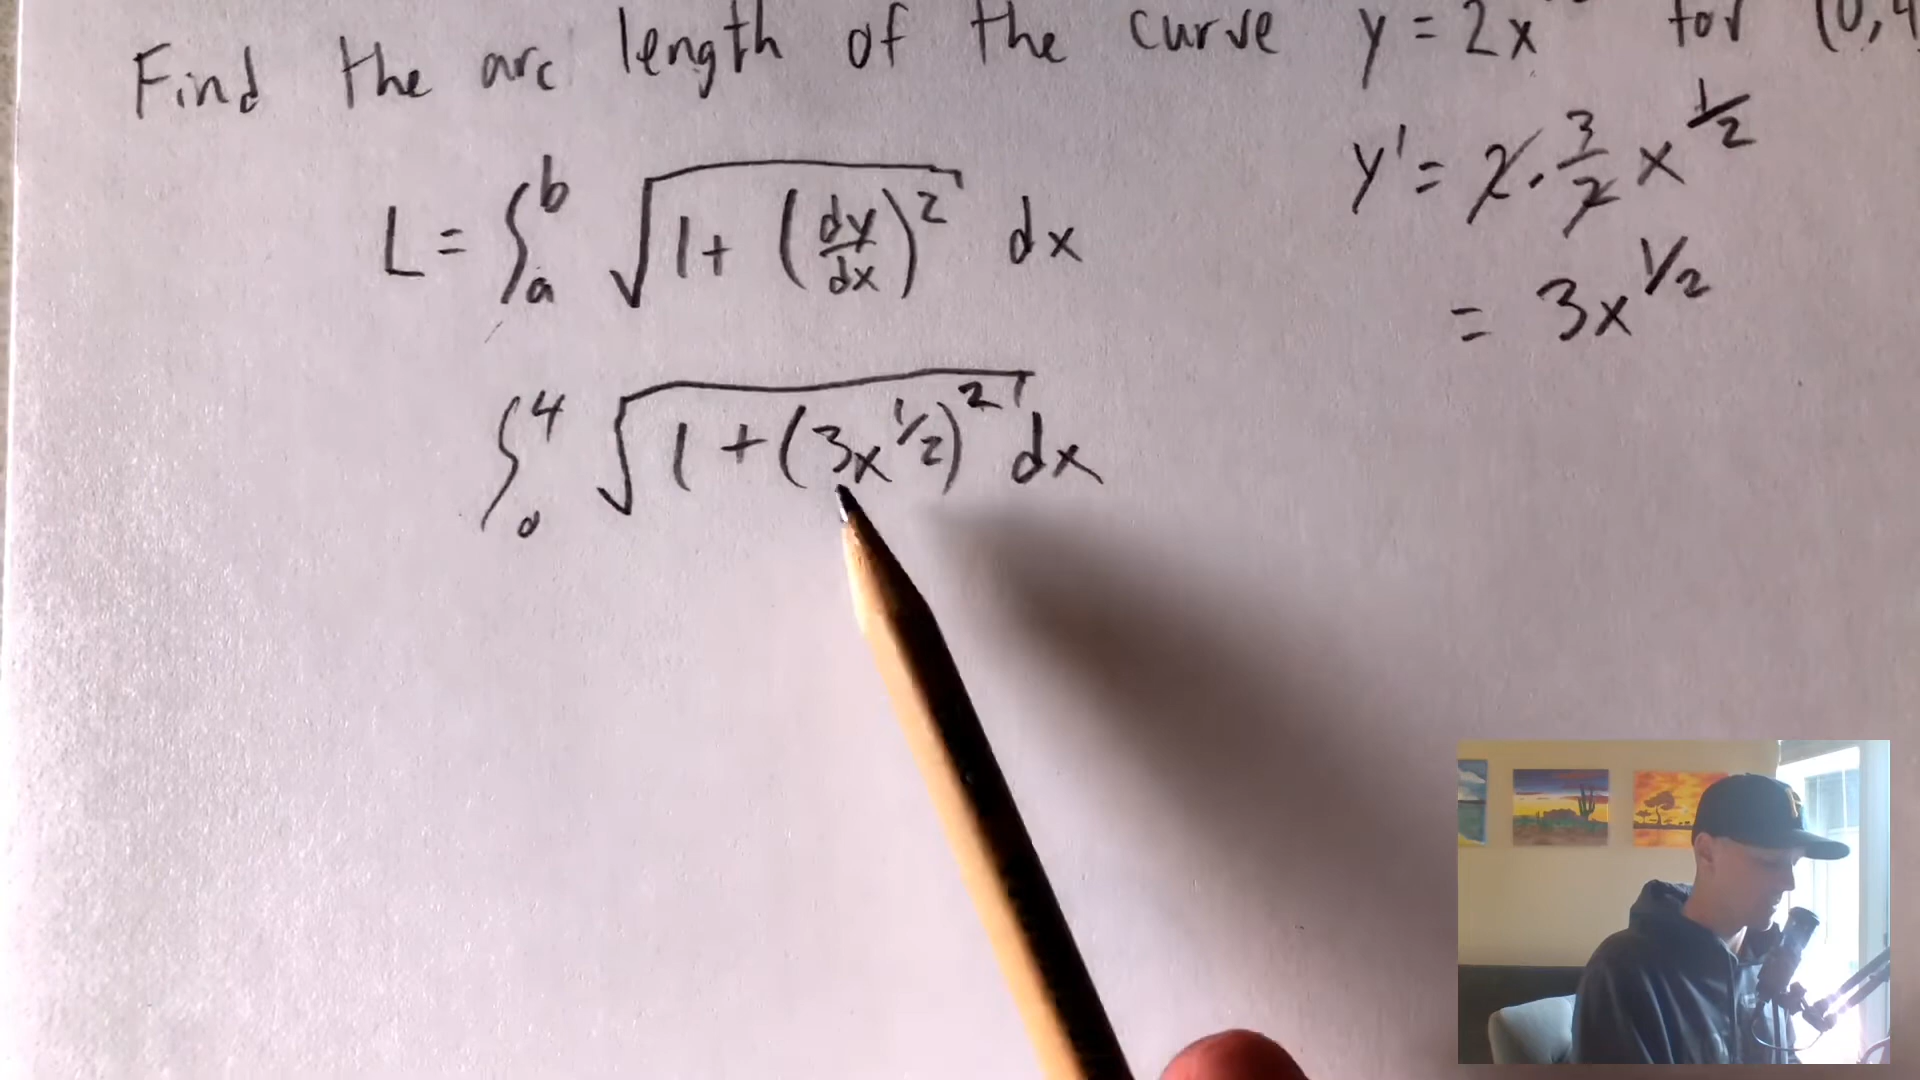 Find the arc length of the curve y = 2x for (0, 4
y' = 2 · 3/2 x^1/2
L = ∫_a^b √(1 + (dy/dx)^2) dx
= 3x^1/2
∫_0^4 √(1 + (3x^1/2)^2) dx